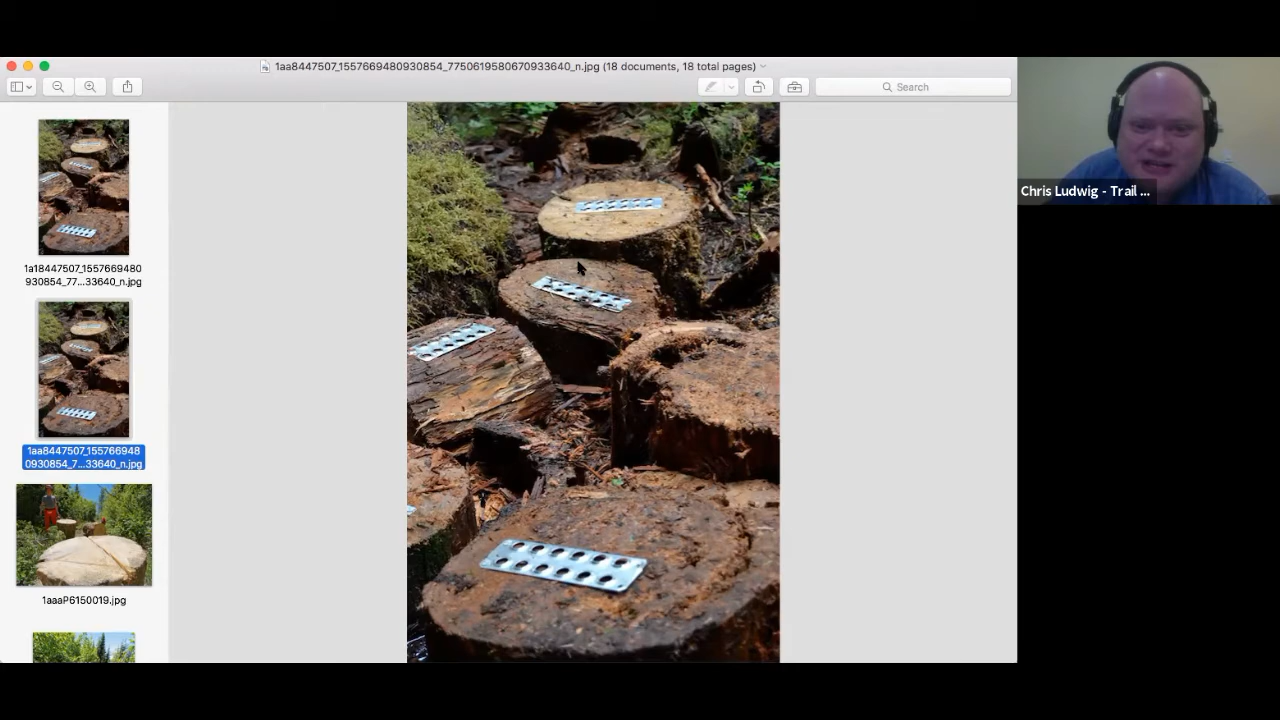 1aa8447507_1557669480930854_7750619580670933640_n.jpg (18 documents, 18 total pages)
Search
1a18447507_1557669480
930854_77...33640_n.jpg
1aa8447507_155766948
0930854_7...33640_n.jpg
1aaaP6150019.jpg
Chris Ludwig - Trail ...